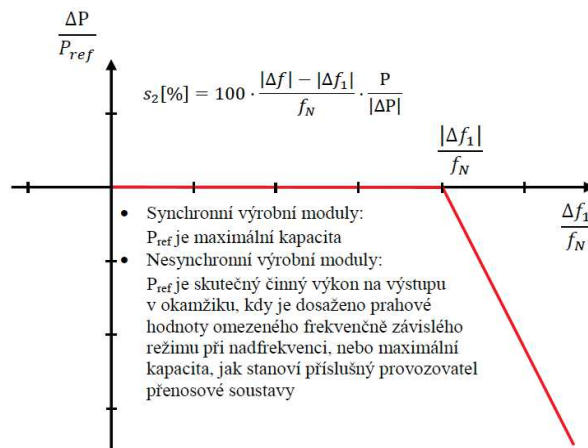 ΔP
P_ref
s₂[%] = 100 · (|Δf| − |Δf₁|)/f_N · P/|ΔP|
|Δf₁|
f_N
Δf₁
f_N
• Synchronní výrobní moduly:
P_ref je maximální kapacita
• Nesynchronní výrobní moduly:
P_ref je skutečný činný výkon na výstupu
v okamžiku, kdy je dosaženo prahové
hodnoty omezeného frekvenčně závislého
režimu při nadfrekvenci, nebo maximální
kapacita, jak stanoví příslušný provozovatel
přenosové soustavy